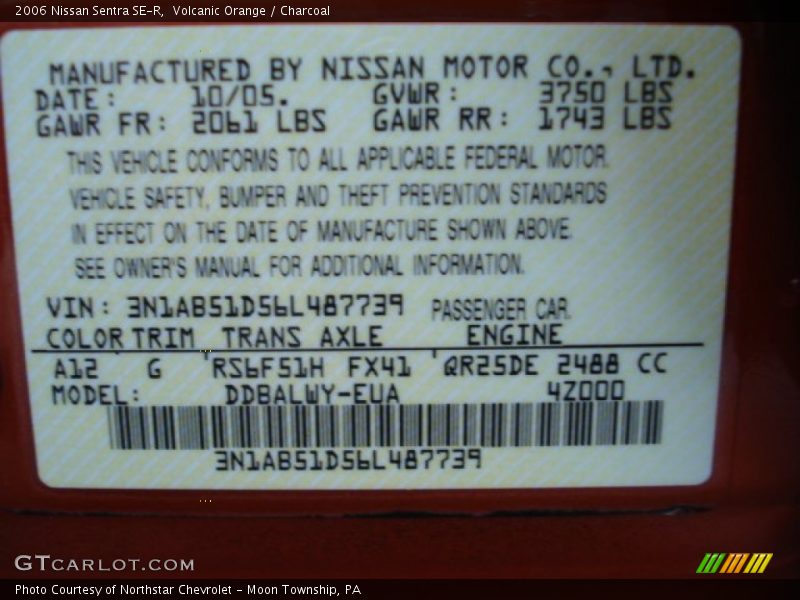 2006 Nissan Sentra SE-R,  Volcanic Orange / Charcoal
MANUFACTURED BY NISSAN MOTOR CO., LTD.
DATE: 10/05. GVWR: 3750 LBS
GAWR FR: 2061 LBS GAWR RR: 1743 LBS
THIS VEHICLE CONFORMS TO ALL APPLICABLE FEDERAL MOTOR.
VEHICLE SAFETY, BUMPER AND THEFT PREVENTION STANDARDS
IN EFFECT ON THE DATE OF MANUFACTURE SHOWN ABOVE.
SEE OWNER'S MANUAL FOR ADDITIONAL INFORMATION.
VIN: 3N1AB51D56L487739 PASSENGER CAR.
COLOR TRIM TRANS AXLE ENGINE
A12 G RS6F51H FX41 QR25DE 2488 CC
MODEL: DDBALWY-EUA 4Z000
3N1AB51D56L487739
GTCARLOT.COM
Photo Courtesy of Northstar Chevrolet - Moon Township, PA